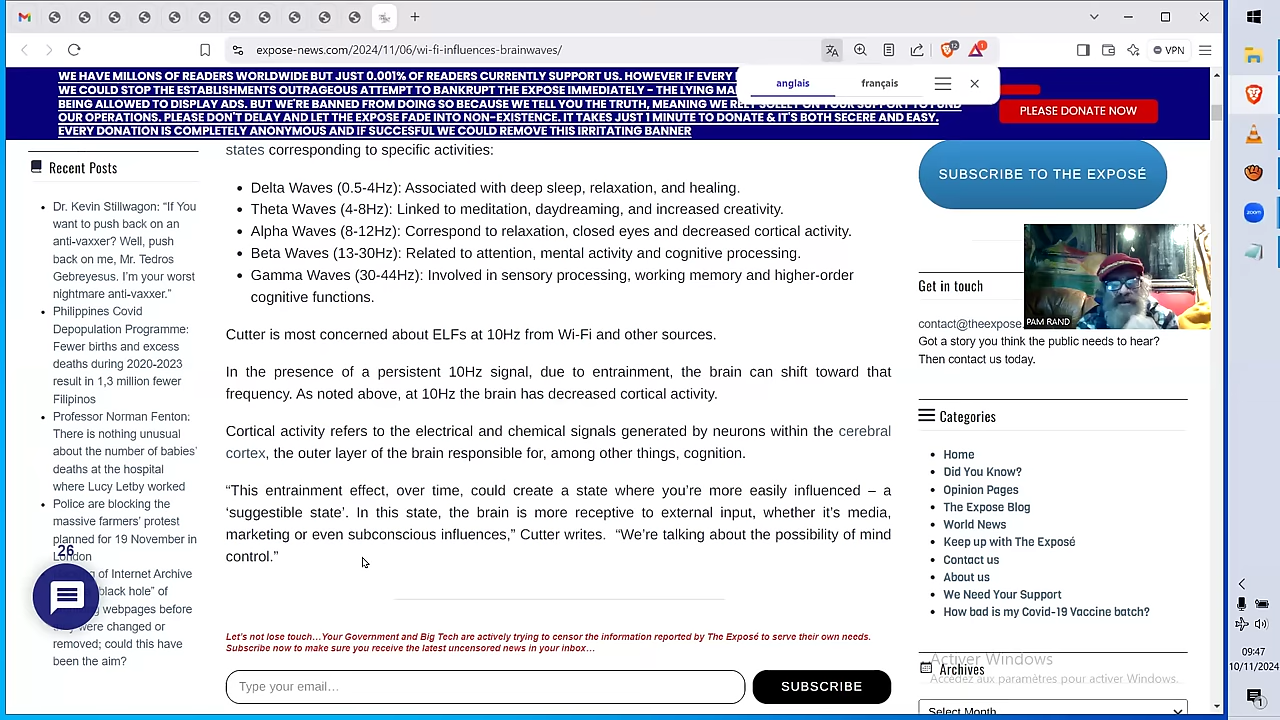 expose-news.com/2024/11/06/wi-fi-influences-brainwaves/
12
1
VPN
anglais
français
WE HAVE MILLONS OF READERS WORLDWIDE BUT JUST 0.001% OF READERS CURRENTLY SUPPORT US. HOWEVER IF EVERY
WE COULD STOP THE ESTABLISHMENTS OUTRAGEOUS ATTEMPT TO BANKRUPT THE EXPOSE IMMEDIATELY – THE LYING
BEING ALLOWED TO DISPLAY ADS. BUT WE'RE BANNED FROM DOING SO BECAUSE WE TELL YOU THE TRUTH, MEANING WE RELY SOLELY ON YOUR SUPPORT TO FUND
OUR OPERATIONS. PLEASE DON'T DELAY AND LET THE EXPOSE FADE INTO NON-EXISTENCE. IT TAKES JUST 1 MINUTE TO DONATE & IT'S BOTH SECERE AND EASY.
EVERY DONATION IS COMPLETELY ANONYMOUS AND IF SUCCESFUL WE COULD REMOVE THIS IRRITATING BANNER
PLEASE DONATE NOW
Recent Posts
Dr. Kevin Stillwagon: “If You
want to push back on an
anti-vaxxer? Well, push
back on me, Mr. Tedros
Gebreyesus. I’m your worst
nightmare anti-vaxxer.”
Philippines Covid
Depopulation Programme:
Fewer births and excess
deaths during 2020-2023
result in 1,3 million fewer
Filipinos
Professor Norman Fenton:
There is nothing unusual
about the number of babies’
deaths at the hospital
where Lucy Letby worked
Police are blocking the
massive farmers’ protest
planned for 19 November in
London
26
of Internet Archive
black hole” of
webpages before
were changed or
removed; could this have
been the aim?
states corresponding to specific activities:
Delta Waves (0.5-4Hz): Associated with deep sleep, relaxation, and healing.
Theta Waves (4-8Hz): Linked to meditation, daydreaming, and increased creativity.
Alpha Waves (8-12Hz): Correspond to relaxation, closed eyes and decreased cortical activity.
Beta Waves (13-30Hz): Related to attention, mental activity and cognitive processing.
Gamma Waves (30-44Hz): Involved in sensory processing, working memory and higher-order
cognitive functions.
Cutter is most concerned about ELFs at 10Hz from Wi-Fi and other sources.
In the presence of a persistent 10Hz signal, due to entrainment, the brain can shift toward that
frequency. As noted above, at 10Hz the brain has decreased cortical activity.
Cortical activity refers to the electrical and chemical signals generated by neurons within the cerebral
cortex, the outer layer of the brain responsible for, among other things, cognition.
“This entrainment effect, over time, could create a state where you’re more easily influenced – a
‘suggestible state’. In this state, the brain is more receptive to external input, whether it’s media,
marketing or even subconscious influences,” Cutter writes. “We’re talking about the possibility of mind
control.”
Let’s not lose touch…Your Government and Big Tech are actively trying to censor the information reported by The Exposé to serve their own needs.
Subscribe now to make sure you receive the latest uncensored news in your inbox…
Type your email…
SUBSCRIBE
SUBSCRIBE TO THE EXPOSÉ
Get in touch
PAM RAND
contact@theexpose
Got a story you think the public needs to hear?
Then contact us today.
Categories
Home
Did You Know?
Opinion Pages
The Expose Blog
World News
Keep up with The Exposé
Contact us
About us
We Need Your Support
How bad is my Covid-19 Vaccine batch?
Activer Windows
Archives
Accédez aux paramètres pour activer Windows.
Select Month
zoom
09:47
10/11/2024
1